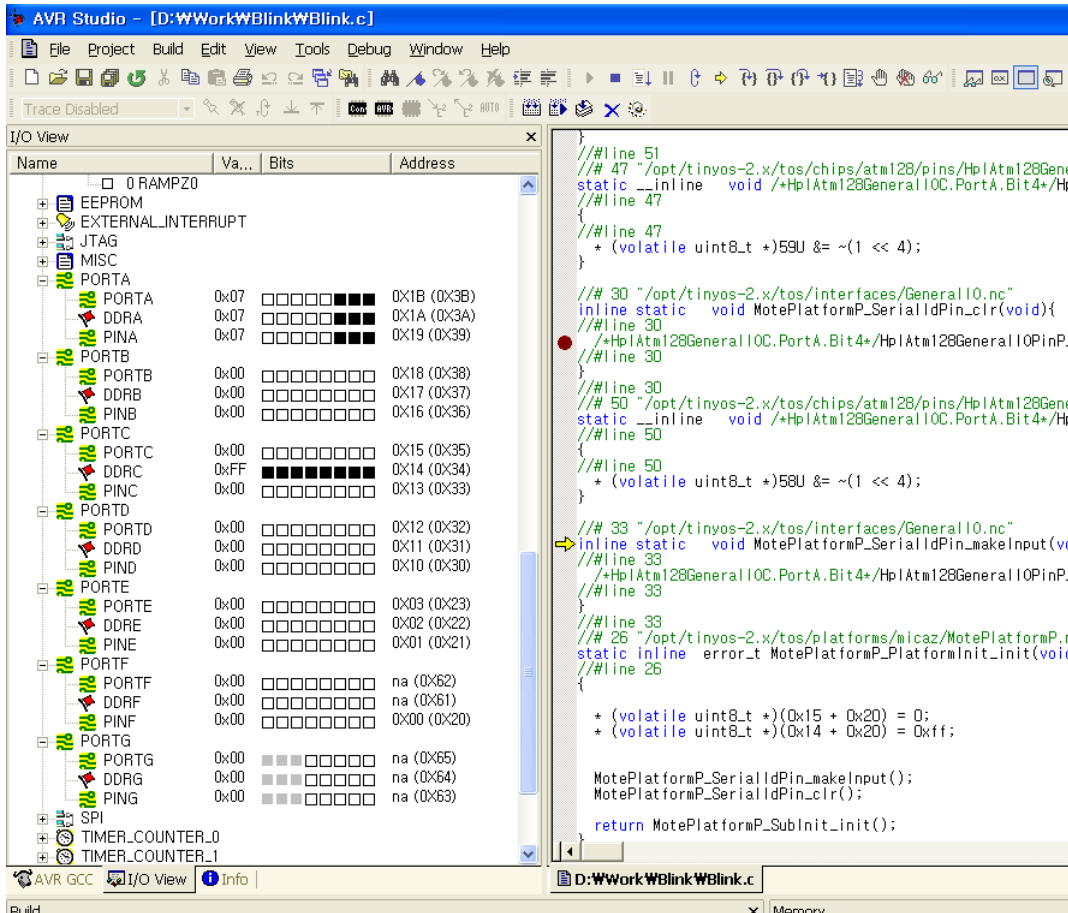 AVR Studio - [D:₩Work₩Blink₩Blink.c]
File Project Build Edit View Tools Debug Window Help
Trace Disabled
Con AVR AUTO
I/O View
Name Va... Bits Address
0 RAMPZ0
EEPROM
EXTERNAL_INTERRUPT
JTAG
MISC
PORTA
PORTA 0x07 0X1B (0X3B)
DDRA 0x07 0X1A (0X3A)
PINA 0x07 0X19 (0X39)
PORTB
PORTB 0x00 0X18 (0X38)
DDRB 0x00 0X17 (0X37)
PINB 0x00 0X16 (0X36)
PORTC
PORTC 0x00 0X15 (0X35)
DDRC 0xFF 0X14 (0X34)
PINC 0x00 0X13 (0X33)
PORTD
PORTD 0x00 0X12 (0X32)
DDRD 0x00 0X11 (0X31)
PIND 0x00 0X10 (0X30)
PORTE
PORTE 0x00 0X03 (0X23)
DDRE 0x00 0X02 (0X22)
PINE 0x00 0X01 (0X21)
PORTF
PORTF 0x00 na (0X62)
DDRF 0x00 na (0X61)
PINF 0x00 0X00 (0X20)
PORTG
PORTG 0x00 na (0X65)
DDRG 0x00 na (0X64)
PING 0x00 na (0X63)
SPI
TIMER_COUNTER_0
TIMER_COUNTER_1
AVR GCC I/O View Info
}
//#line 51
//# 47 "/opt/tinyos-2.x/tos/chips/atm128/pins/HplAtm128Gene
static __inline void /*HplAtm128GeneralIOC.PortA.Bit4*/Hp
//#line 47
{
//#line 47
* (volatile uint8_t *)59U &= ~(1 << 4);
}
//# 30 "/opt/tinyos-2.x/tos/interfaces/GeneralIO.nc"
inline static void MotePlatformP_SerialIdPin_clr(void){
//#line 30
/*HplAtm128GeneralIOC.PortA.Bit4*/HplAtm128GeneralIOPinP_
//#line 30
}
//#line 30
//# 50 "/opt/tinyos-2.x/tos/chips/atm128/pins/HplAtm128Gene
static __inline void /*HplAtm128GeneralIOC.PortA.Bit4*/Hp
//#line 50
{
//#line 50
* (volatile uint8_t *)58U &= ~(1 << 4);
}
//# 33 "/opt/tinyos-2.x/tos/interfaces/GeneralIO.nc"
inline static void MotePlatformP_SerialIdPin_makeInput(vo
//#line 33
/*HplAtm128GeneralIOC.PortA.Bit4*/HplAtm128GeneralIOPinP_
//#line 33
}
//#line 33
//# 26 "/opt/tinyos-2.x/tos/platforms/micaz/MotePlatformP.n
static inline error_t MotePlatformP_PlatformInit_init(void
//#line 26
{
* (volatile uint8_t *)(0x15 + 0x20) = 0;
* (volatile uint8_t *)(0x14 + 0x20) = 0xff;
MotePlatformP_SerialIdPin_makeInput();
MotePlatformP_SerialIdPin_clr();
return MotePlatformP_SubInit_init();
}
D:₩Work₩Blink₩Blink.c
Build
Memory